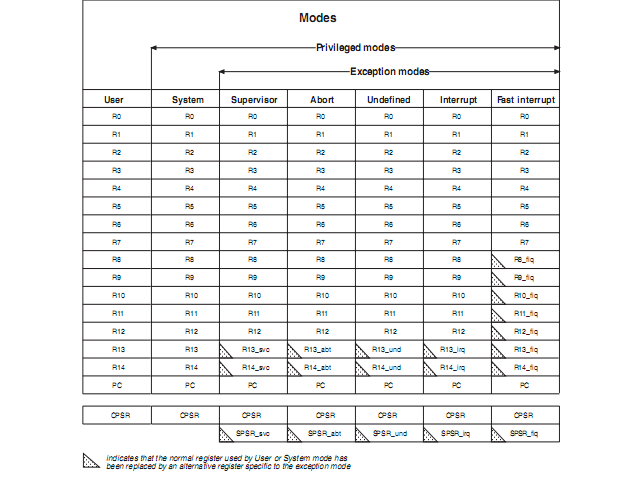 Modes
Privileged modes
Exception modes
User System Supervisor Abort Undefined Interrupt Fast interrupt
R0 R0 R0 R0 R0 R0 R0
R1 R1 R1 R1 R1 R1 R1
R2 R2 R2 R2 R2 R2 R2
R3 R3 R3 R3 R3 R3 R3
R4 R4 R4 R4 R4 R4 R4
R5 R5 R5 R5 R5 R5 R5
R6 R6 R6 R6 R6 R6 R6
R7 R7 R7 R7 R7 R7 R7
R8 R8 R8 R8 R8 R8 R8_fiq
R9 R9 R9 R9 R9 R9 R9_fiq
R10 R10 R10 R10 R10 R10 R10_fiq
R11 R11 R11 R11 R11 R11 R11_fiq
R12 R12 R12 R12 R12 R12 R12_fiq
R13 R13 R13_svc R13_abt R13_und R13_irq R13_fiq
R14 R14 R14_svc R14_abt R14_und R14_irq R14_fiq
PC PC PC PC PC PC PC
CPSR CPSR CPSR CPSR CPSR CPSR CPSR
SPSR_svc SPSR_abt SPSR_und SPSR_irq SPSR_fiq
indicates that the normal register used by User or System mode has
been replaced by an alternative register specific to the exception mode